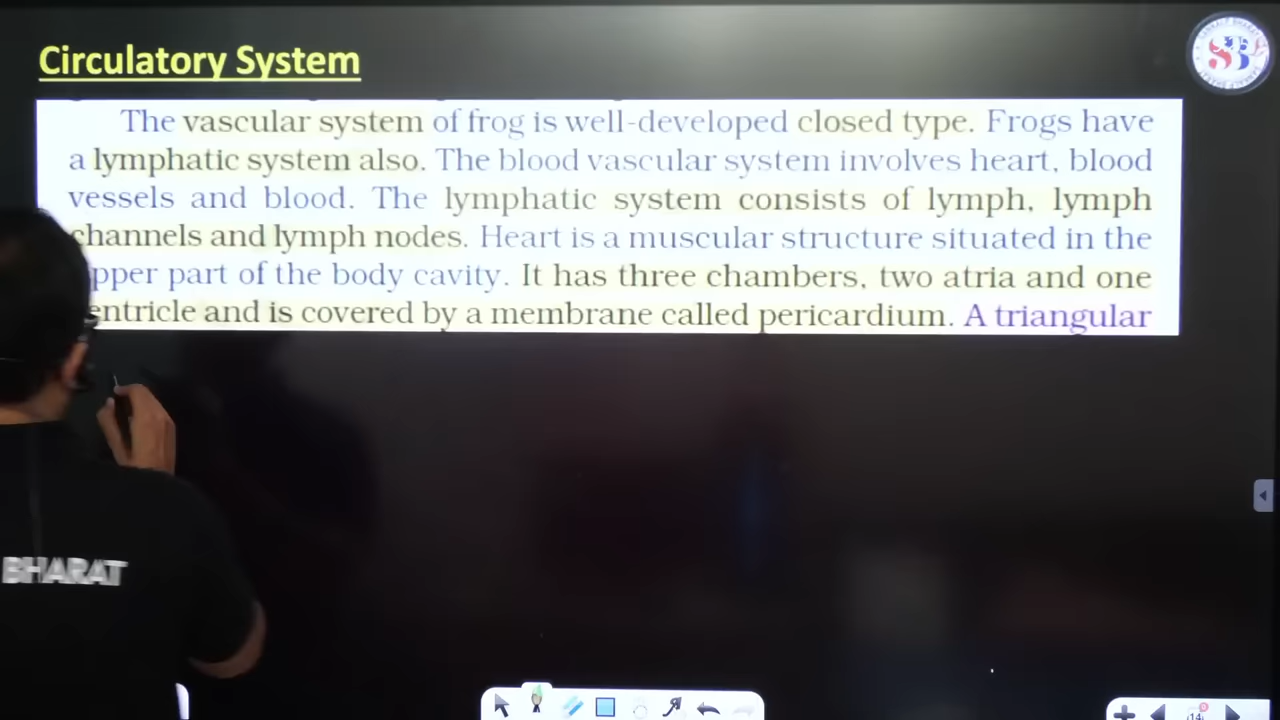 Circulatory System
The vascular system of frog is well-developed closed type. Frogs have
a lymphatic system also. The blood vascular system involves heart, blood
vessels and blood. The lymphatic system consists of lymph, lymph
channels and lymph nodes. Heart is a muscular structure situated in the
pper part of the body cavity. It has three chambers, two atria and one
entricle and is covered by a membrane called pericardium. A triangular
BHARAT
14